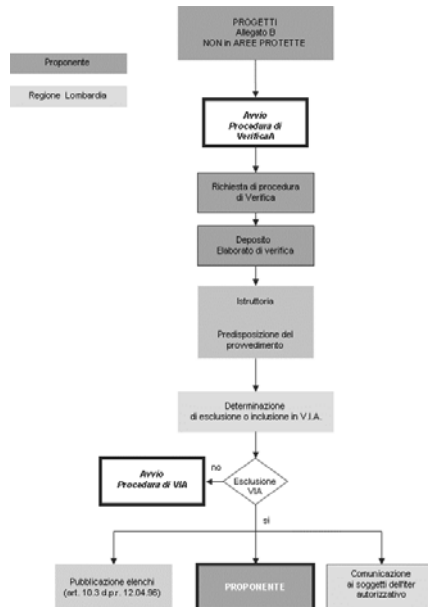 PROGETTI
Allegato B
NON in AREE PROTETTE
Proponente
Regione Lombardia
Avvio
Procedura di
VerificaA
Richiesta di procedura
di Verifica
Deposito
Elaborato di verifica
Istruttoria
Predisposizione del
provvedimento
Determinazione
di esclusione o inclusione in V.I.A.
Avvio
Procedura di VIA
no
Esclusione
VIA
si
Pubblicazione elenchi
(art. 10.3 d.p.r. 12.04.96)
PROPONENTE
Comunicazione
ai soggetti dell'iter
autorizzativo